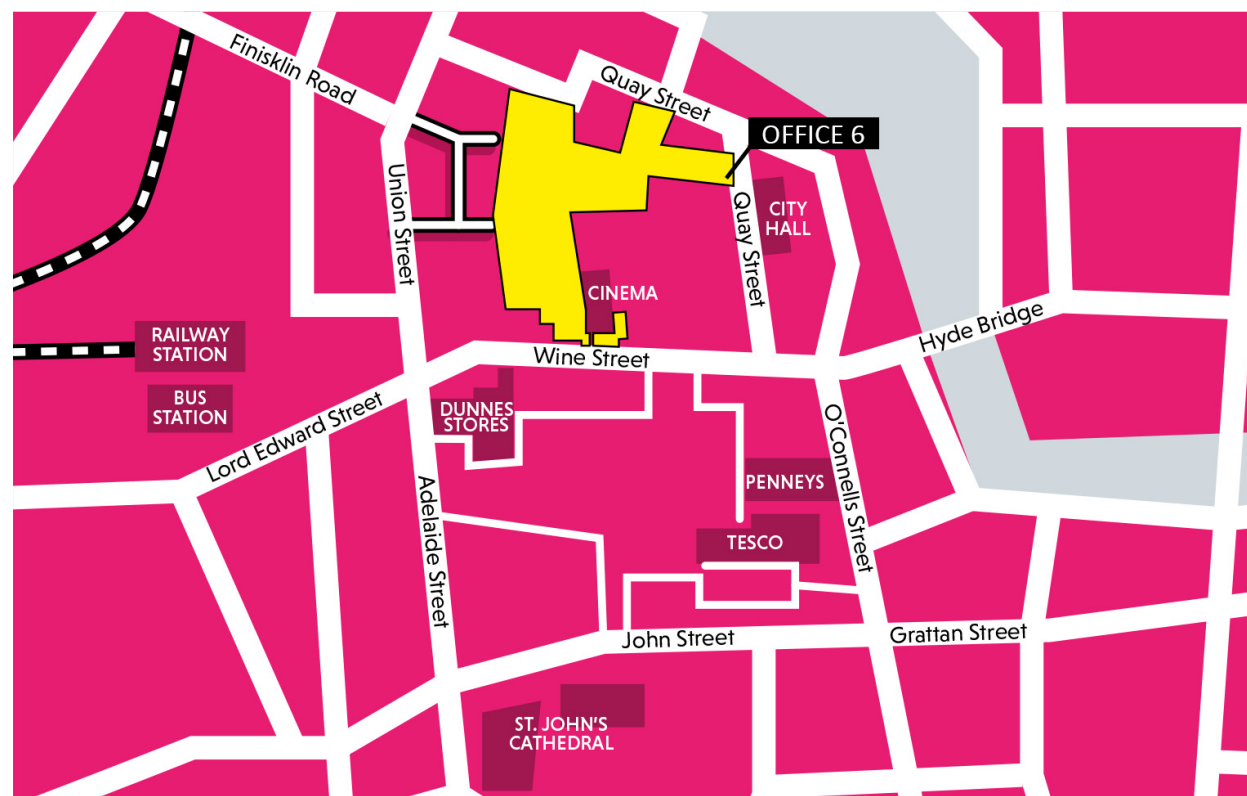 Finisklin Road
Quay Street
OFFICE 6
Union Street
Quay Street
CITY
HALL
CINEMA
Hyde Bridge
RAILWAY
STATION
Wine Street
BUS
STATION
DUNNES
STORES
Lord Edward Street
O'Connells Street
PENNEYS
Adelaide Street
TESCO
John Street
Grattan Street
ST. JOHN'S
CATHEDRAL